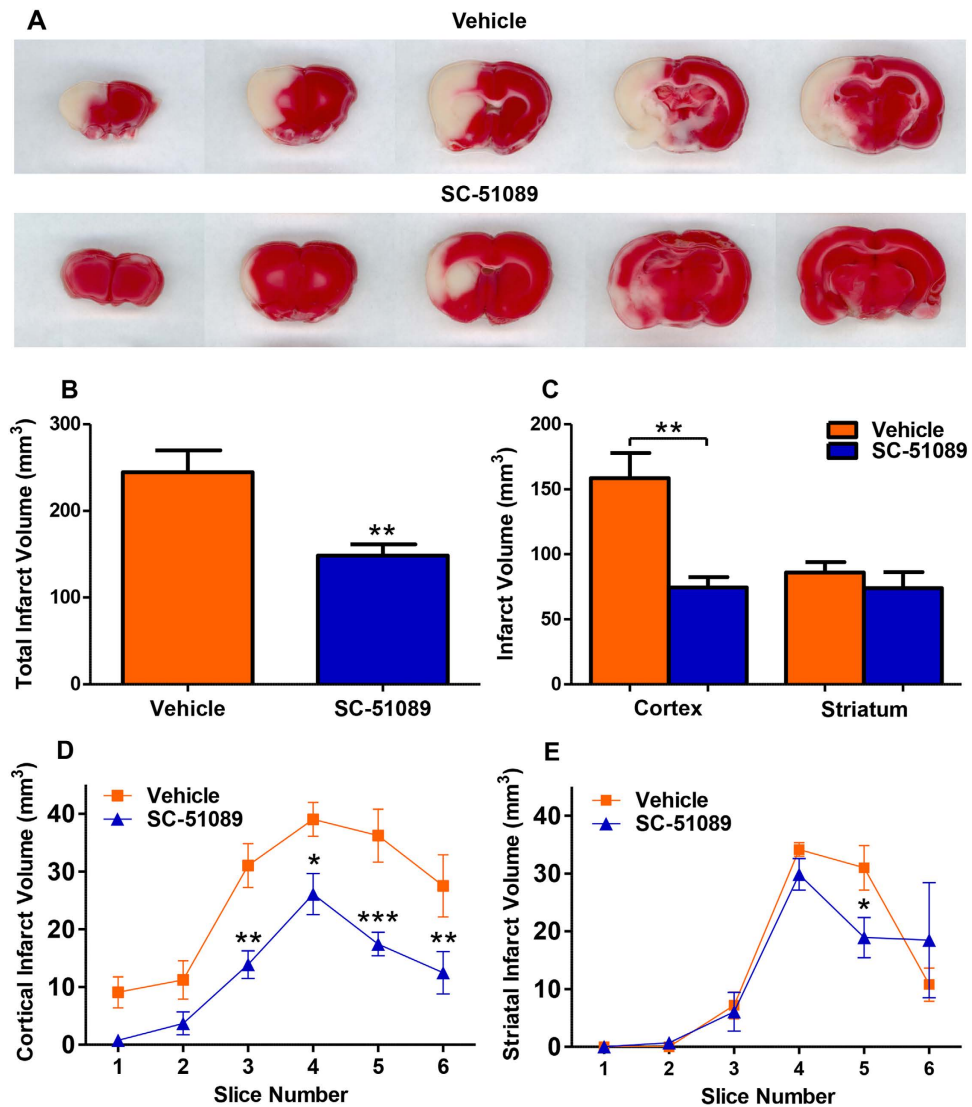 A
Vehicle
SC-51089
B
Total Infarct Volume (mm³)
300
200
100
0
**
Vehicle SC-51089
C
Infarct Volume (mm³)
200
150
100
50
0
**
Vehicle
SC-51089
Cortex Striatum
D
Cortical Infarct Volume (mm³)
40
30
20
10
0
Vehicle
SC-51089
**
*
***
**
1 2 3 4 5 6
Slice Number
E
Striatal Infarct Volume (mm³)
40
30
20
10
0
Vehicle
SC-51089
*
1 2 3 4 5 6
Slice Number